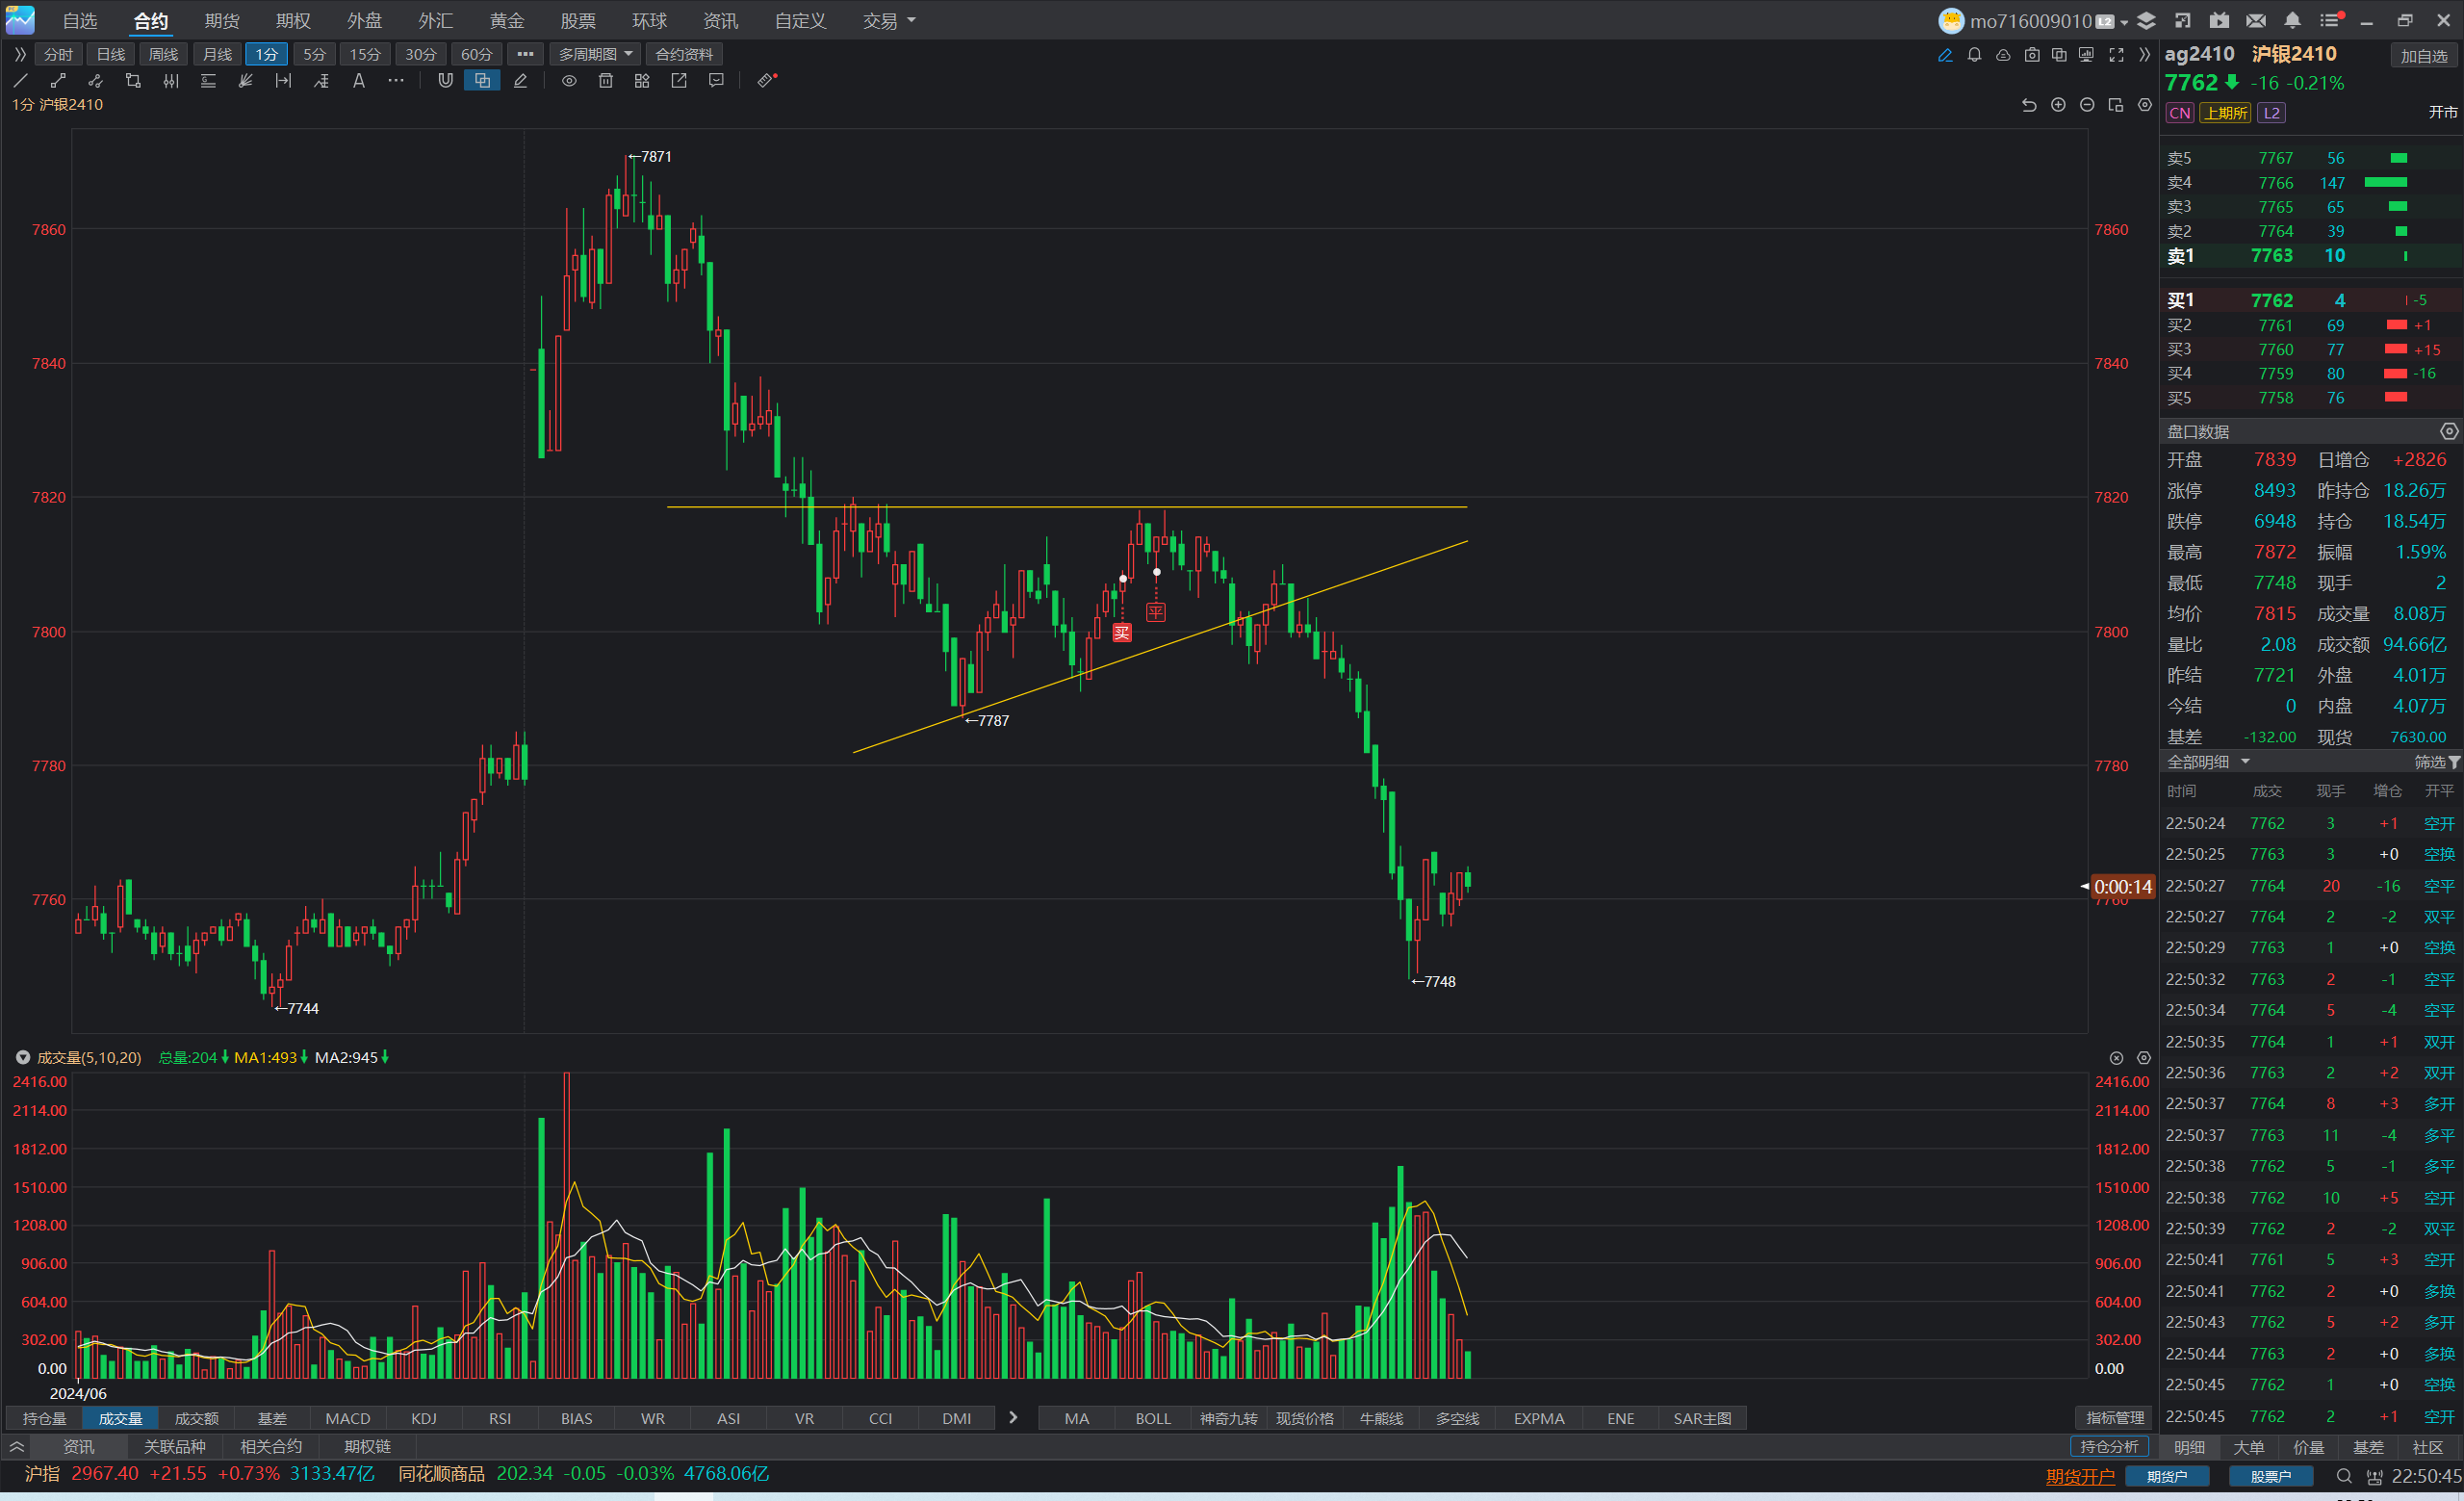 自选 合约 期货 期权 外盘 外汇 黄金 股票 环球 资讯 自定义 交易 mo716009010 L2
分时 日线 周线 月线 1分 5分 15分 30分 60分 ••• 多周期图 合约资料
ag2410 沪银2410 加自选
7762 -16 -0.21%
CN 上期所 L2 开市
1分 沪银2410
卖5 7767 56
卖4 7766 147
卖3 7765 65
卖2 7764 39
卖1 7763 10
买1 7762 4 -5
买2 7761 69 +1
买3 7760 77 +15
买4 7759 80 -16
买5 7758 76
盘口数据
开盘 7839 日增仓 +2826
涨停 8493 昨持仓 18.26万
跌停 6948 持仓 18.54万
最高 7872 振幅 1.59%
最低 7748 现手 2
均价 7815 成交量 8.08万
量比 2.08 成交额 94.66亿
昨结 7721 外盘 4.01万
今结 0 内盘 4.07万
基差 -132.00 现货 7630.00
全部明细 筛选
时间 成交 现手 增仓 开平
22:50:24 7762 3 +1 空开
22:50:25 7763 3 +0 空换
22:50:27 7764 20 -16 空平
22:50:27 7764 2 -2 双平
22:50:29 7763 1 +0 空换
22:50:32 7763 2 -1 空平
22:50:34 7764 5 -4 空平
22:50:35 7764 1 +1 双开
22:50:36 7763 2 +2 双开
22:50:37 7764 8 +3 多开
22:50:37 7763 11 -4 多平
22:50:38 7762 5 -1 多平
22:50:38 7762 10 +5 空开
22:50:39 7762 2 -2 双平
22:50:41 7761 5 +3 空开
22:50:41 7762 2 +0 多换
22:50:43 7762 5 +2 多开
22:50:44 7763 2 +0 多换
22:50:45 7762 1 +0 空换
22:50:45 7762 2 +1 空开
←7871
7860 7860
7840 7840
7820 7820
平
买
7800 7800
←7787
7780 7780
0:00:14
7760 7760
←7748
←7744
成交量(5,10,20) 总量:204 MA1:493 MA2:945
2416.00 2416.00
2114.00 2114.00
1812.00 1812.00
1510.00 1510.00
1208.00 1208.00
906.00 906.00
604.00 604.00
302.00 302.00
0.00 0.00
2024/06
持仓量 成交量 成交额 基差 MACD KDJ RSI BIAS WR ASI VR CCI DMI MA BOLL 神奇九转 现货价格 牛熊线 多空线 EXPMA ENE SAR主图 指标管理
资讯 关联品种 相关合约 期权链 持仓分析 明细 大单 价量 基差 社区
沪指 2967.40 +21.55 +0.73% 3133.47亿 同花顺商品 202.34 -0.05 -0.03% 4768.06亿 期货开户 期货户 股票户 22:50:45